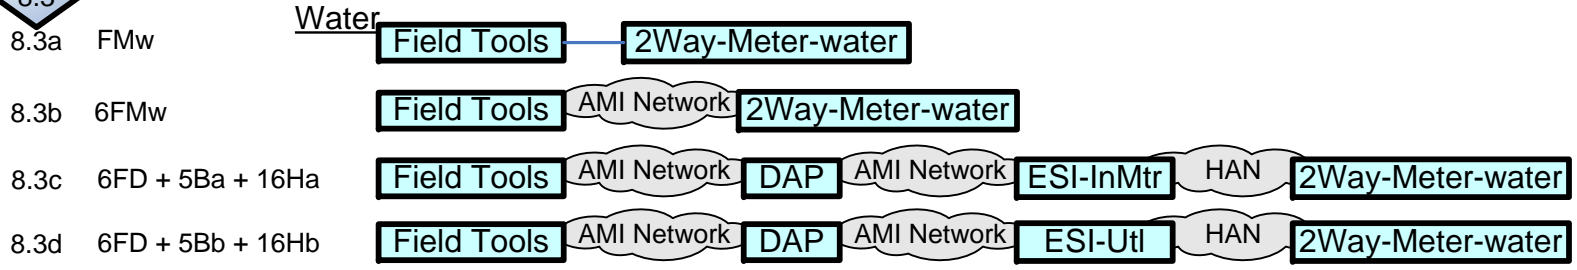 8.3
Water
8.3a FMw Field Tools 2Way-Meter-water
8.3b 6FMw Field Tools AMI Network 2Way-Meter-water
8.3c 6FD + 5Ba + 16Ha Field Tools AMI Network DAP AMI Network ESI-InMtr HAN 2Way-Meter-water
8.3d 6FD + 5Bb + 16Hb Field Tools AMI Network DAP AMI Network ESI-Utl HAN 2Way-Meter-water